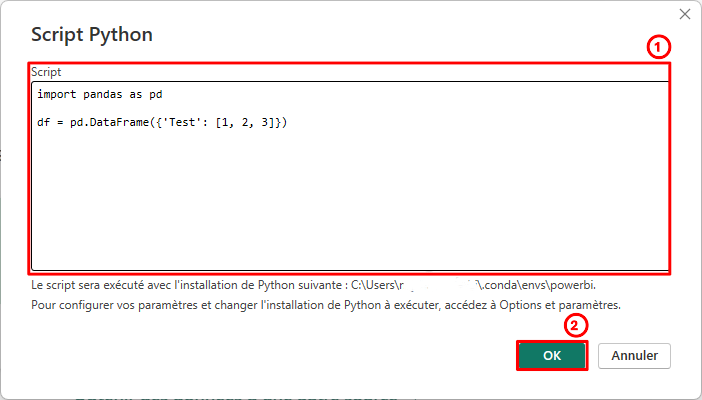 Script Python
1
Script
import pandas as pd
df = pd.DataFrame({'Test': [1, 2, 3]})
Le script sera exécuté avec l'installation de Python suivante : C:\Users\r \.conda\envs\powerbi.
Pour configurer vos paramètres et changer l'installation de Python à exécuter, accédez à Options et paramètres.
2
OK
Annuler